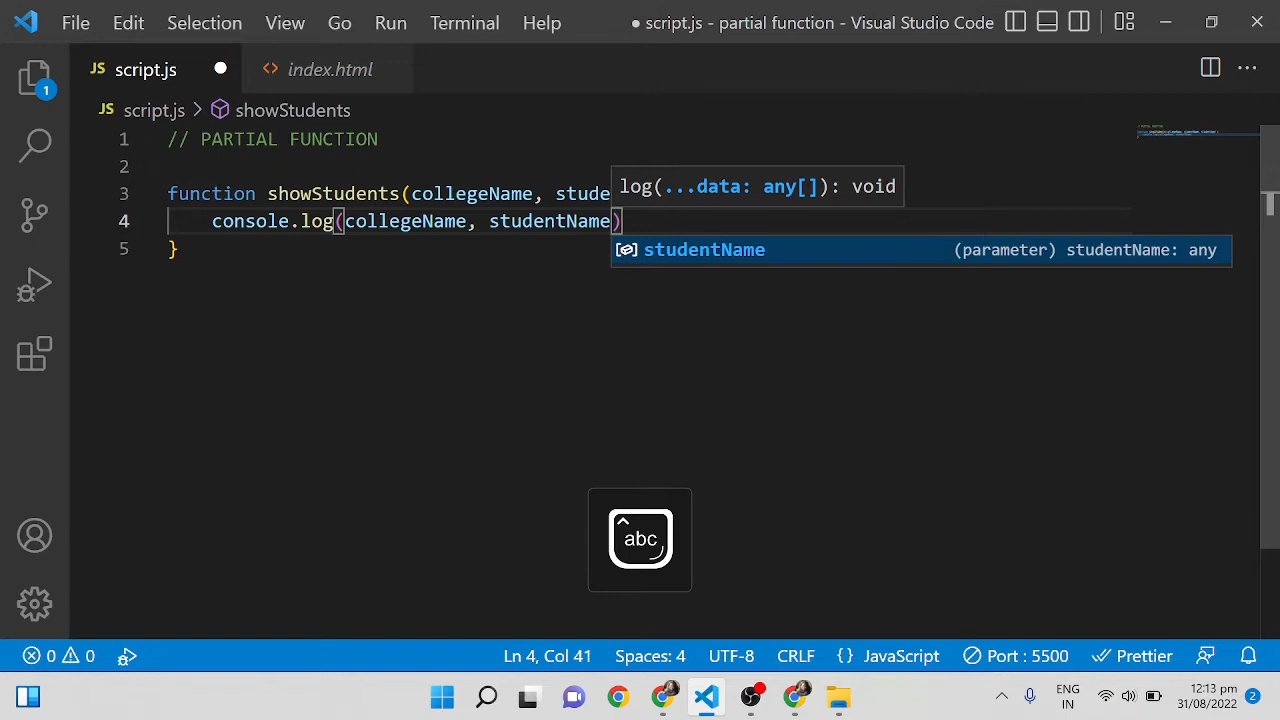 File Edit Selection View Go Run Terminal Help ● script.js - partial function - Visual Studio Code
JS script.js ● <> index.html
1
JS script.js > showStudents
1 // PARTIAL FUNCTION
2
log(...data: any[]): void
3 function showStudents(collegeName, stude
4 console.log(collegeName, studentName)
studentName (parameter) studentName: any
5 }
abc
0 0 Ln 4, Col 41 Spaces: 4 UTF-8 CRLF {} JavaScript Port : 5500 Prettier
ENG
IN
12:13 pm
31/08/2022
2